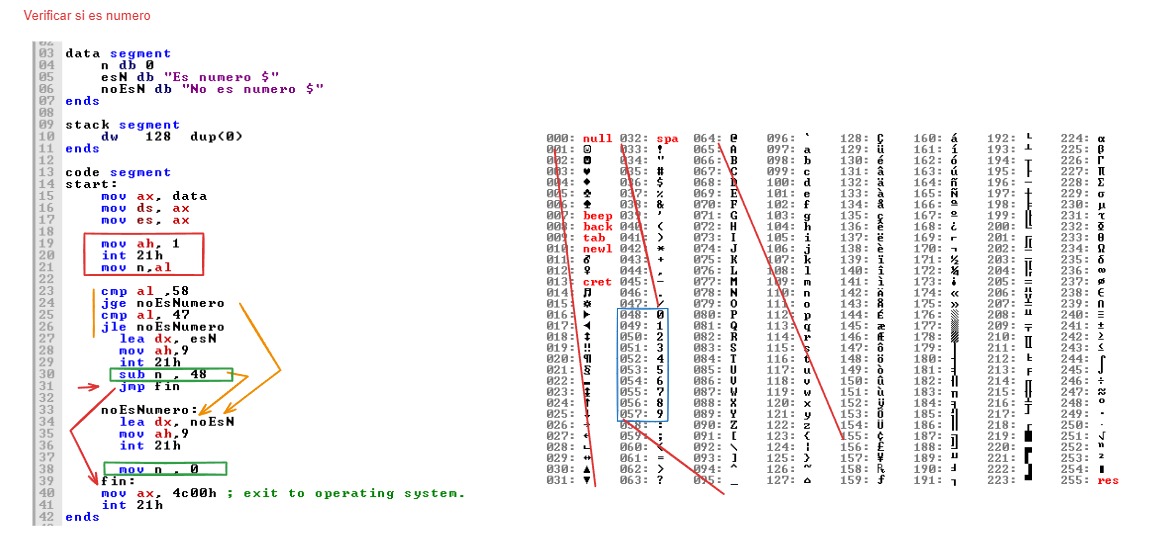 Verificar si es numero
02
03 data segment
04 n db 0
05 esN db "Es numero $"
06 noEsN db "No es numero $"
07 ends
08
09 stack segment
10 dw 128 dup(0)
11 ends
12
13 code segment
14 start:
15 mov ax, data
16 mov ds, ax
17 mov es, ax
18
19 mov ah, 1
20 int 21h
21 mov n,al
22
23 cmp al ,58
24 jge noEsNumero
25 cmp al, 47
26 jle noEsNumero
27 lea dx, esN
28 mov ah,9
29 int 21h
30 sub n , 48
31 jmp fin
32
33 noEsNumero:
34 lea dx, noEsN
35 mov ah,9
36 int 21h
37
38 mov n , 0
39 fin:
40 mov ax, 4c00h ; exit to operating system.
41 int 21h
42 ends
000: null 032: spa 064: @ 096: ` 128: Ç 160: á 192: └ 224: α
001: ☺ 033: ! 065: A 097: a 129: ü 161: í 193: ┴ 225: ß
002: ☻ 034: " 066: B 098: b 130: é 162: ó 194: ┬ 226: Γ
003: ♥ 035: # 067: C 099: c 131: â 163: ú 195: ├ 227: π
004: ♦ 036: $ 068: D 100: d 132: ä 164: ñ 196: ─ 228: Σ
005: ♣ 037: % 069: E 101: e 133: à 165: Ñ 197: ┼ 229: σ
006: ♠ 038: & 070: F 102: f 134: å 166: ª 198: ╞ 230: µ
007: beep 039: ' 071: G 103: g 135: ç 167: º 199: ╟ 231: τ
008: back 040: ( 072: H 104: h 136: ê 168: ¿ 200: ╚ 232: Φ
009: tab 041: ) 073: I 105: i 137: ë 169: ⌐ 201: ╔ 233: Θ
010: newl 042: * 074: J 106: j 138: è 170: ¬ 202: ╩ 234: Ω
011: ♂ 043: + 075: K 107: k 139: ï 171: ½ 203: ╦ 235: δ
012: ♀ 044: , 076: L 108: l 140: î 172: ¼ 204: ╠ 236: ∞
013: cret 045: - 077: M 109: m 141: ì 173: ¡ 205: ═ 237: φ
014: ♫ 046: . 078: N 110: n 142: Ä 174: « 206: ╬ 238: ε
015: ☼ 047: / 079: O 111: o 143: Å 175: » 207: ╧ 239: ∩
016: ► 048: 0 080: P 112: p 144: É 176: ░ 208: ╨ 240: ≡
017: ◄ 049: 1 081: Q 113: q 145: æ 177: ▒ 209: ╤ 241: ±
018: ↕ 050: 2 082: R 114: r 146: Æ 178: ▓ 210: ╥ 242: ≥
019: ‼ 051: 3 083: S 115: s 147: ô 179: │ 211: ╙ 243: ≤
020: ¶ 052: 4 084: T 116: t 148: ö 180: ┤ 212: ╘ 244: ⌠
021: § 053: 5 085: U 117: u 149: ò 181: ╡ 213: ╒ 245: ⌡
022: ▬ 054: 6 086: V 118: v 150: û 182: ╢ 214: ╓ 246: ÷
023: ↨ 055: 7 087: W 119: w 151: ù 183: ╖ 215: ╫ 247: ≈
024: ↑ 056: 8 088: X 120: x 152: ÿ 184: ╕ 216: ╪ 248: °
025: ↓ 057: 9 089: Y 121: y 153: Ö 185: ╣ 217: ┘ 249: ∙
026: → 058: : 090: Z 122: z 154: Ü 186: ║ 218: ┌ 250: ·
027: ← 059: ; 091: [ 123: { 155: ¢ 187: ╗ 219: █ 251: √
028: ∟ 060: < 092: \ 124: | 156: £ 188: ╝ 220: ▄ 252: ⁿ
029: ↔ 061: = 093: ] 125: } 157: ¥ 189: ╜ 221: ▌ 253: ²
030: ▲ 062: > 094: ^ 126: ~ 158: ₧ 190: ╛ 222: ▐ 254: ■
031: ▼ 063: ? 095: _ 127: ⌂ 159: ƒ 191: ┐ 223: ▀ 255: res